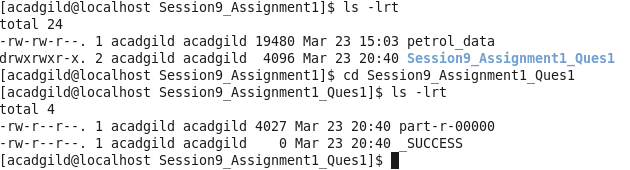 [acadgild@localhost Session9_Assignment1]$ ls -lrt
total 24
-rw-rw-r--. 1 acadgild acadgild 19480 Mar 23 15:03 petrol_data
drwxrwxr-x. 2 acadgild acadgild  4096 Mar 23 20:40 Session9_Assignment1_Ques1
[acadgild@localhost Session9_Assignment1]$ cd Session9_Assignment1_Ques1
[acadgild@localhost Session9_Assignment1_Ques1]$ ls -lrt
total 4
-rw-r--r--. 1 acadgild acadgild 4027 Mar 23 20:40 part-r-00000
-rw-r--r--. 1 acadgild acadgild    0 Mar 23 20:40 _SUCCESS
[acadgild@localhost Session9_Assignment1_Ques1]$